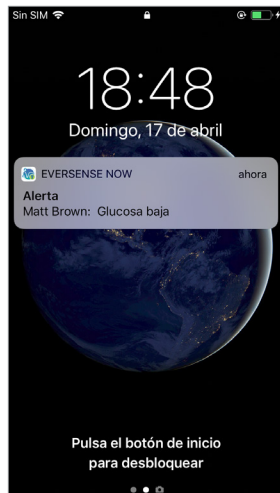 Sin SIM
18:48
Domingo, 17 de abril
EVERSENSE NOW ahora
Alerta
Matt Brown: Glucosa baja
Pulsa el botón de inicio
para desbloquear